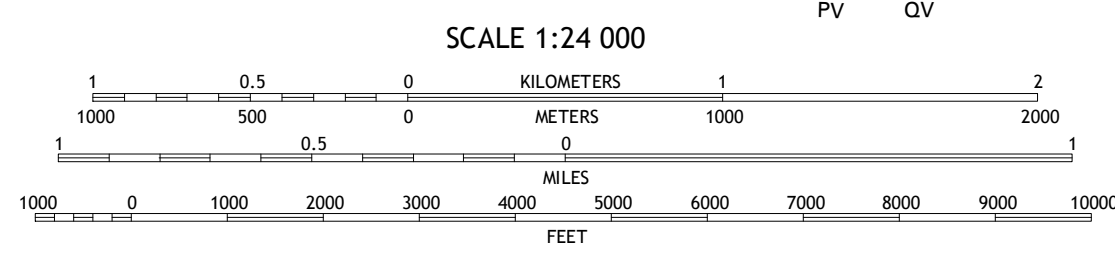 PV QV
SCALE 1:24 000
1 0.5 0 KILOMETERS 1 2
1000 500 0 METERS 1000 2000
1 0.5 0 1
MILES
1000 0 1000 2000 3000 4000 5000 6000 7000 8000 9000 10000
FEET